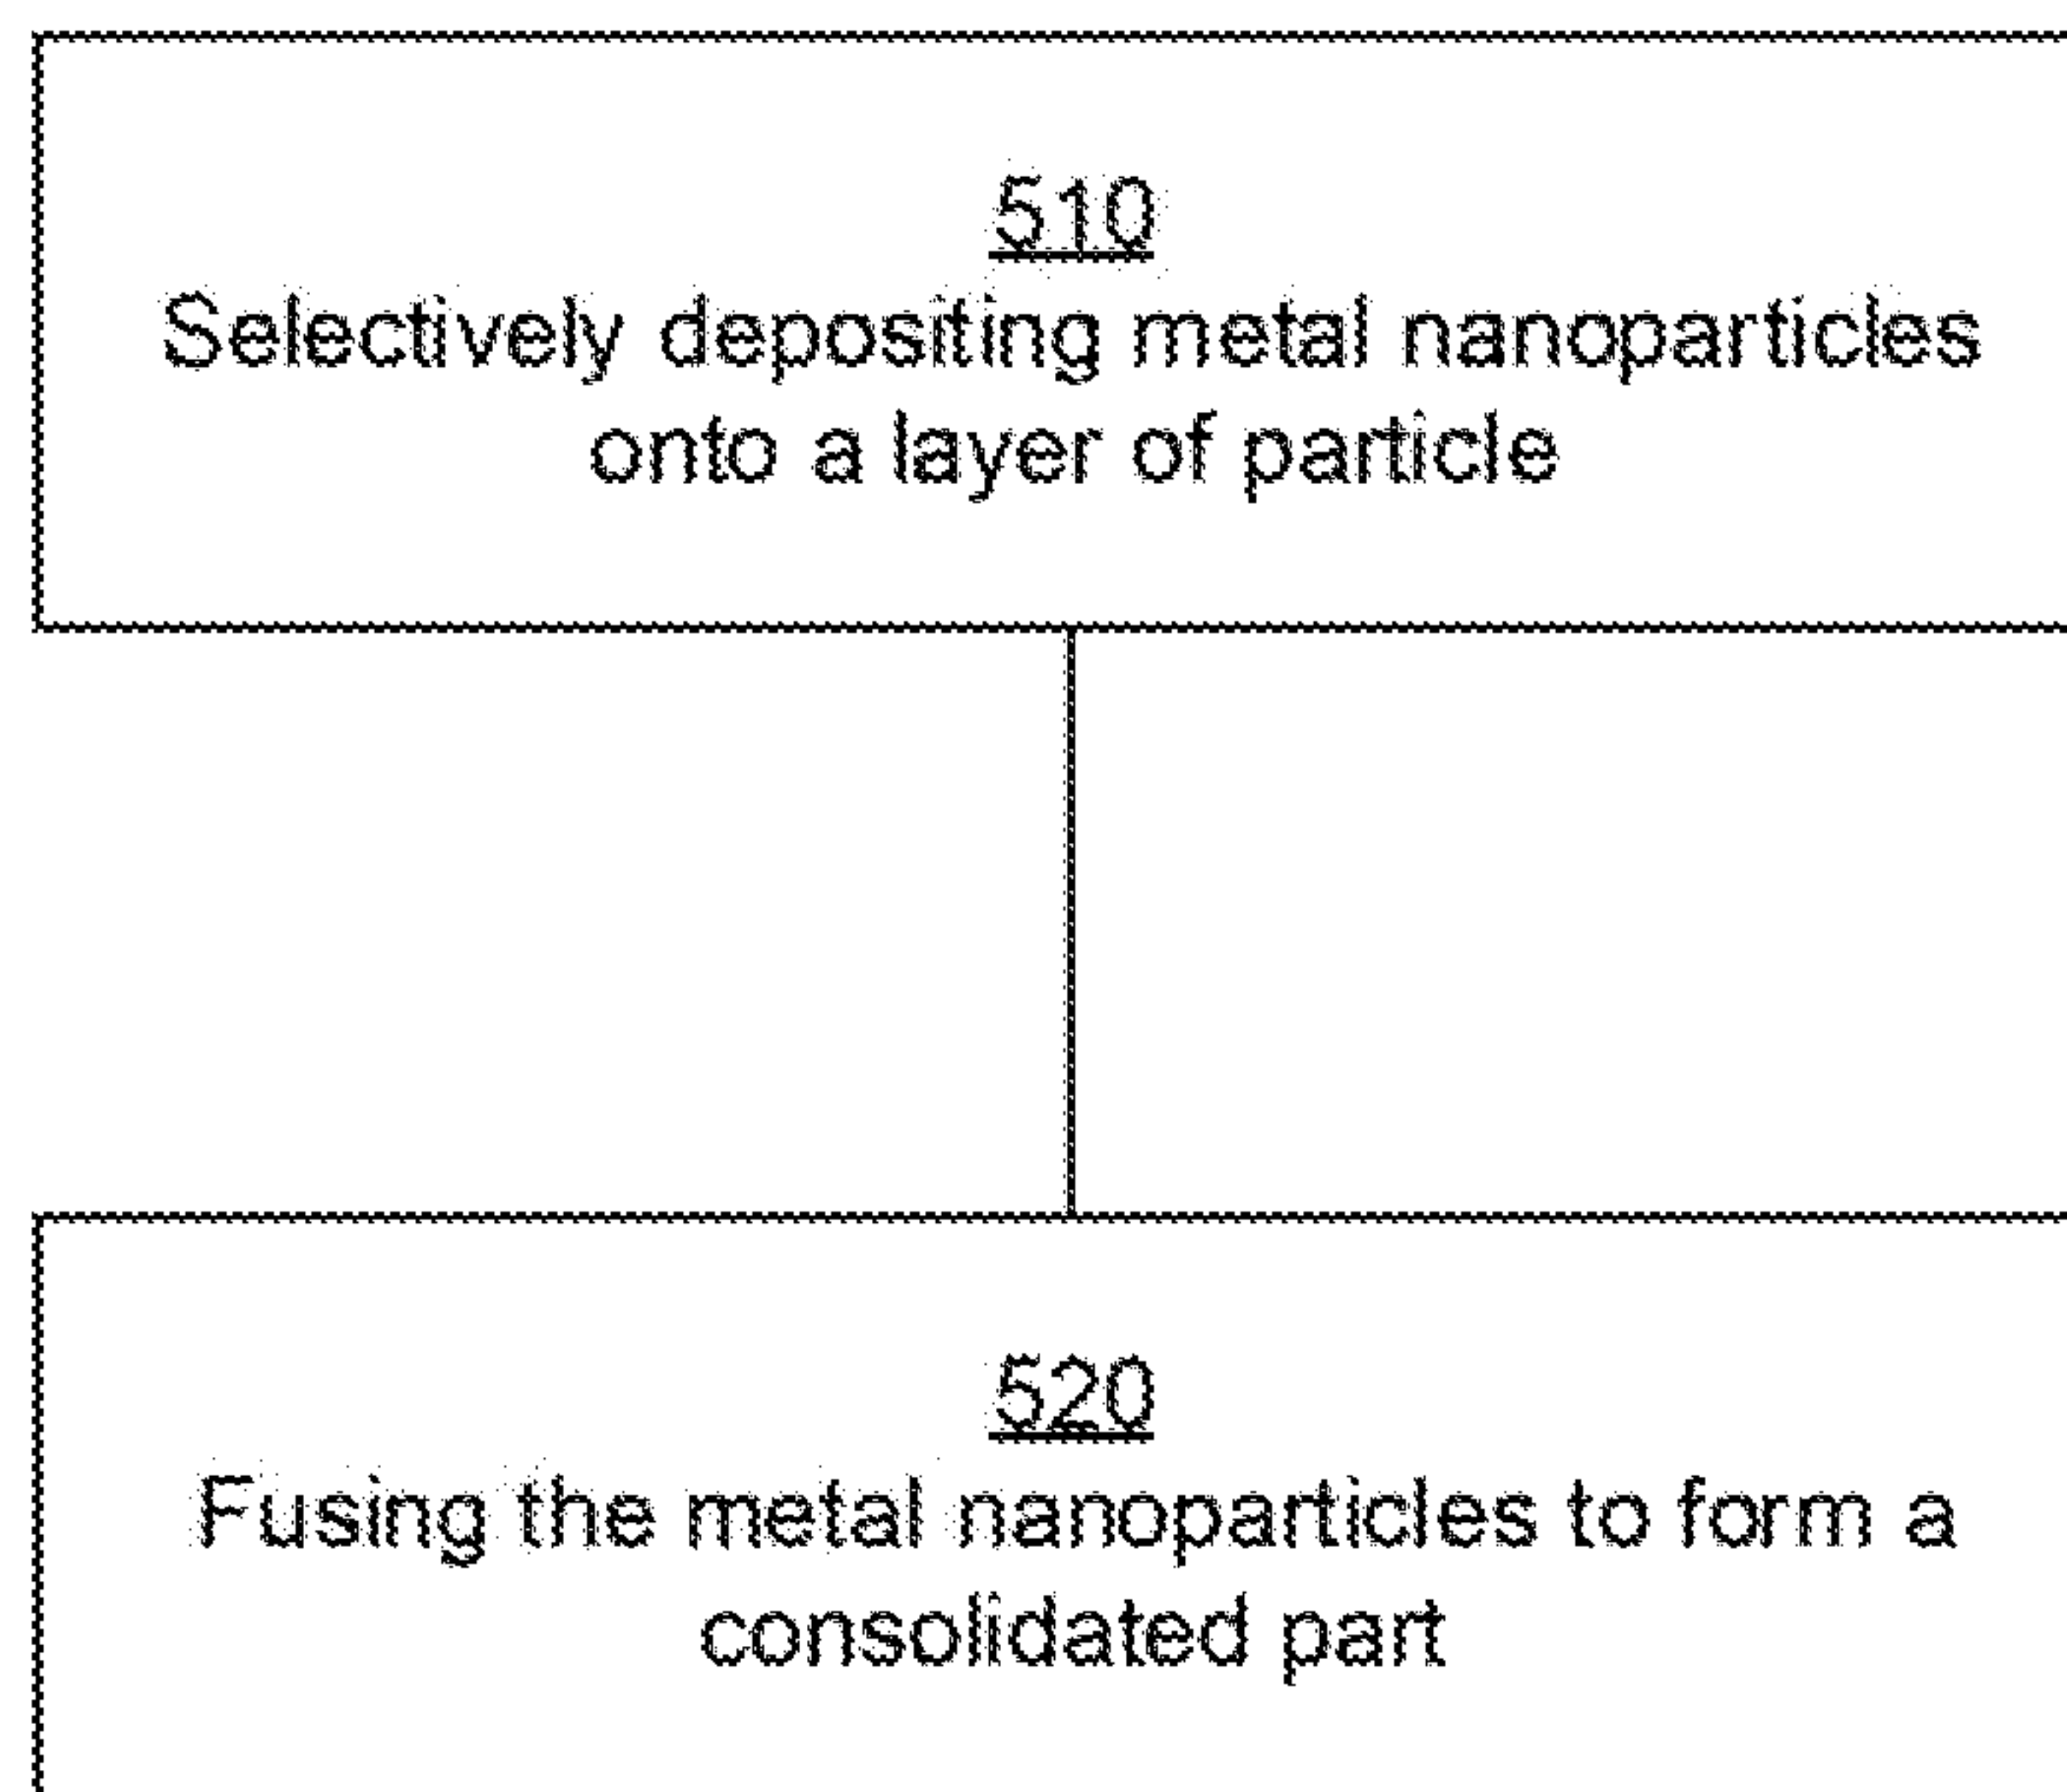 510
Selectively depositing metal nanoparticles
onto a layer of particle
520
Fusing the metal nanoparticles to form a
consolidated part